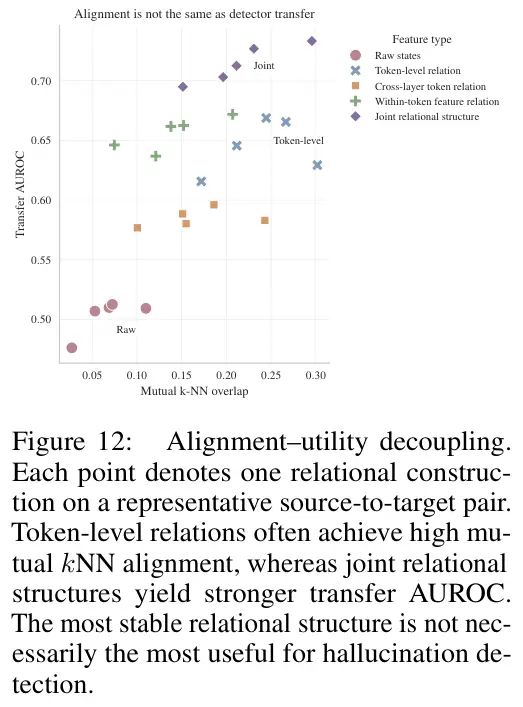 Alignment is not the same as detector transfer
Feature type
Raw states
Token-level relation
Cross-layer token relation
Within-token feature relation
Joint relational structure
Joint
Token-level
Raw
Transfer AUROC
0.70
0.65
0.60
0.55
0.50
0.05 0.10 0.15 0.20 0.25 0.30
Mutual k-NN overlap
Figure 12: Alignment–utility decoupling.
Each point denotes one relational construc-
tion on a representative source-to-target pair.
Token-level relations often achieve high mu-
tual kNN alignment, whereas joint relational
structures yield stronger transfer AUROC.
The most stable relational structure is not nec-
essarily the most useful for hallucination de-
tection.